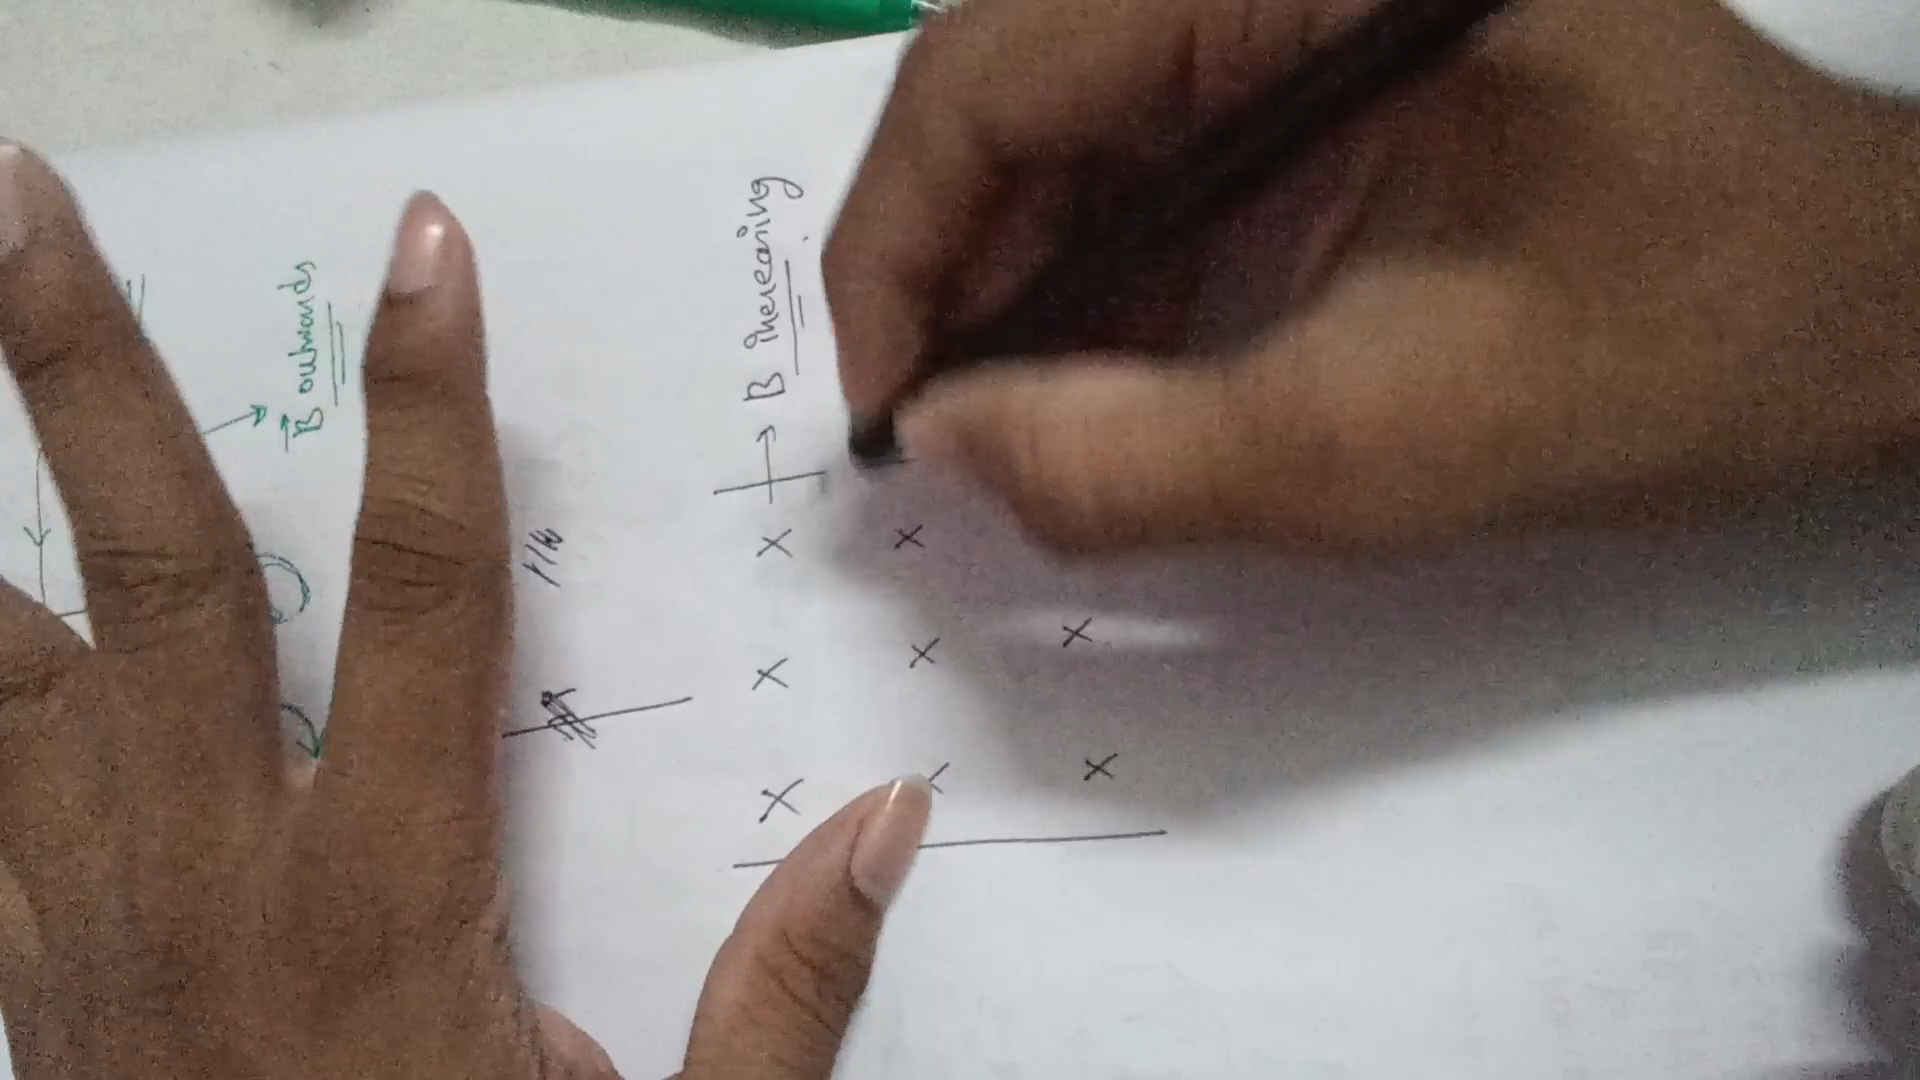 B⃗ outwards
→ B increasing
x x
x x x
x x x